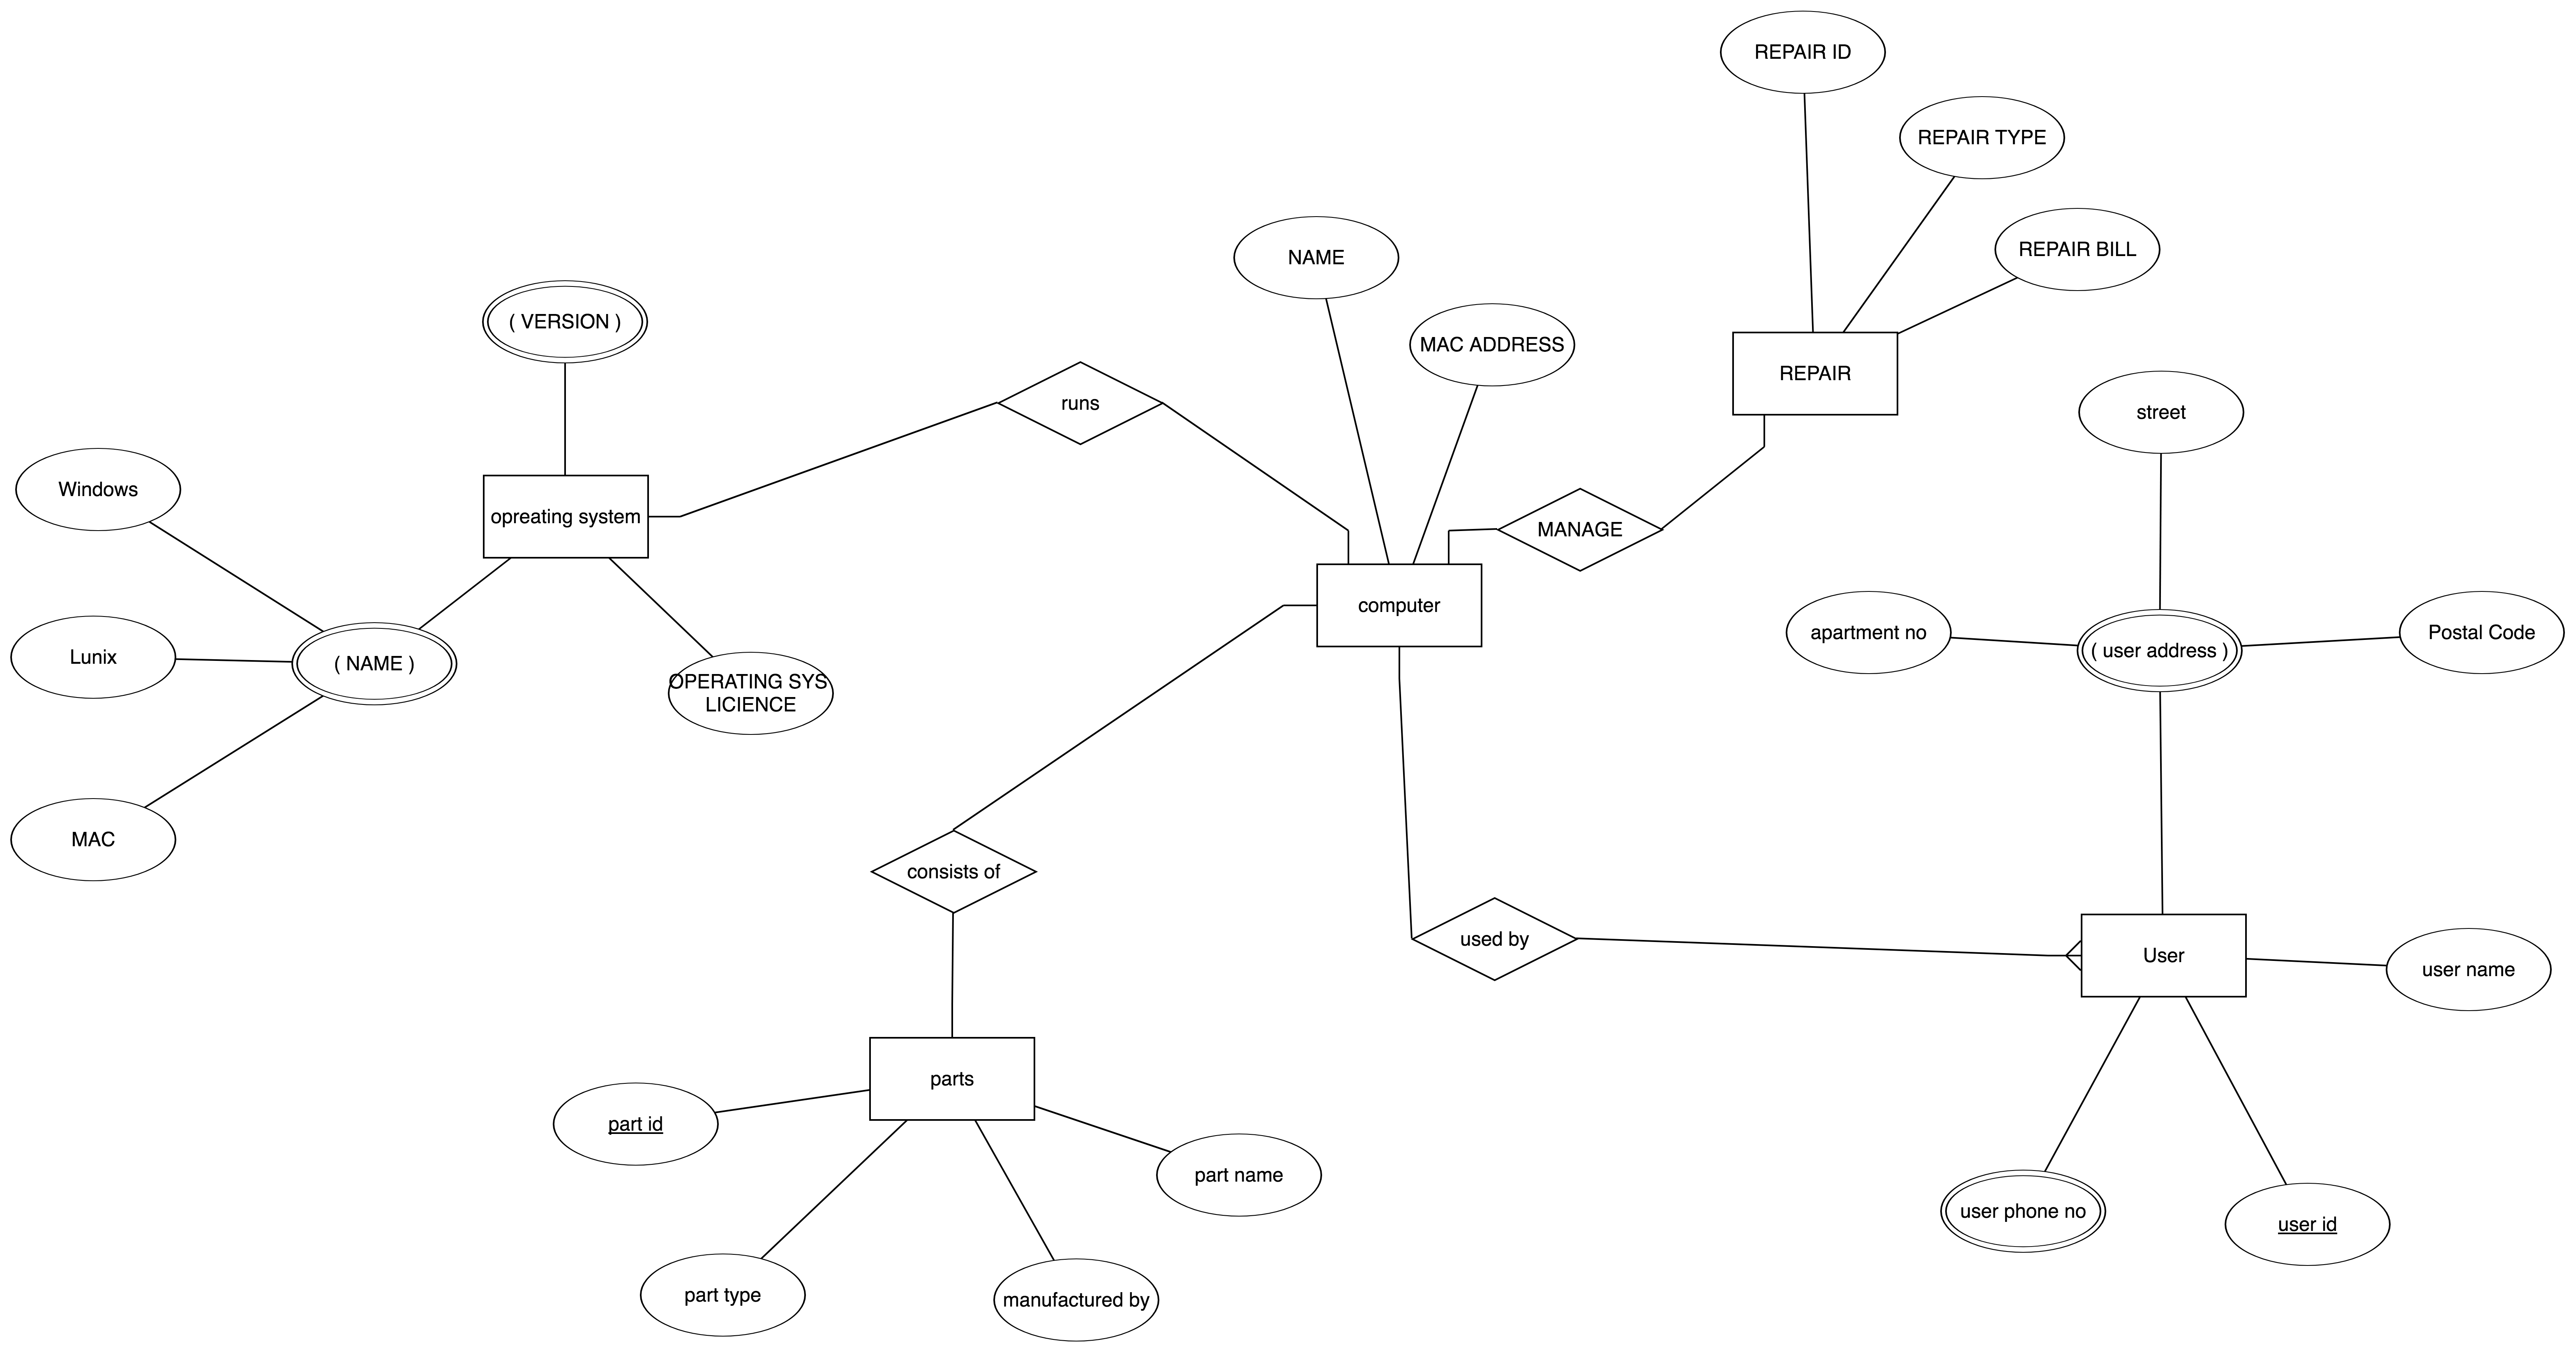 REPAIR ID
REPAIR TYPE
REPAIR BILL
NAME
( VERSION )
MAC ADDRESS
REPAIR
runs
street
Windows
opreating system
MANAGE
computer
apartment no
Postal Code
( user address )
Lunix
( NAME )
OPERATING SYS
LICIENCE
MAC
consists of
used by
User
user name
parts
part id
part name
user phone no
user id
part type
manufactured by